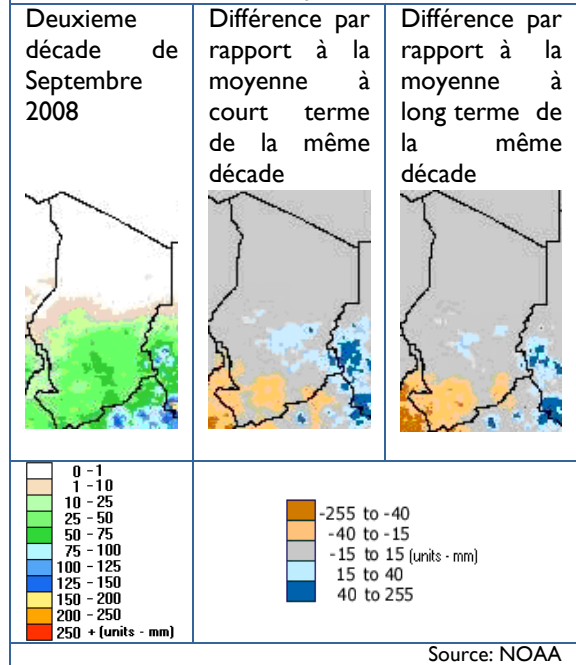 Deuxieme
décade de
Septembre
2008
Différence par
rapport à la
moyenne à
court terme
de la même
décade
Différence par
rapport à la
moyenne à
long terme de
la même
décade
0 - 1
1 - 10
10 - 25
25 - 50
50 - 75
75 - 100
100 - 125
125 - 150
150 - 200
200 - 250
250 + (units - mm)
-255 to -40
-40 to -15
-15 to 15 (units - mm)
15 to 40
40 to 255
Source: NOAA